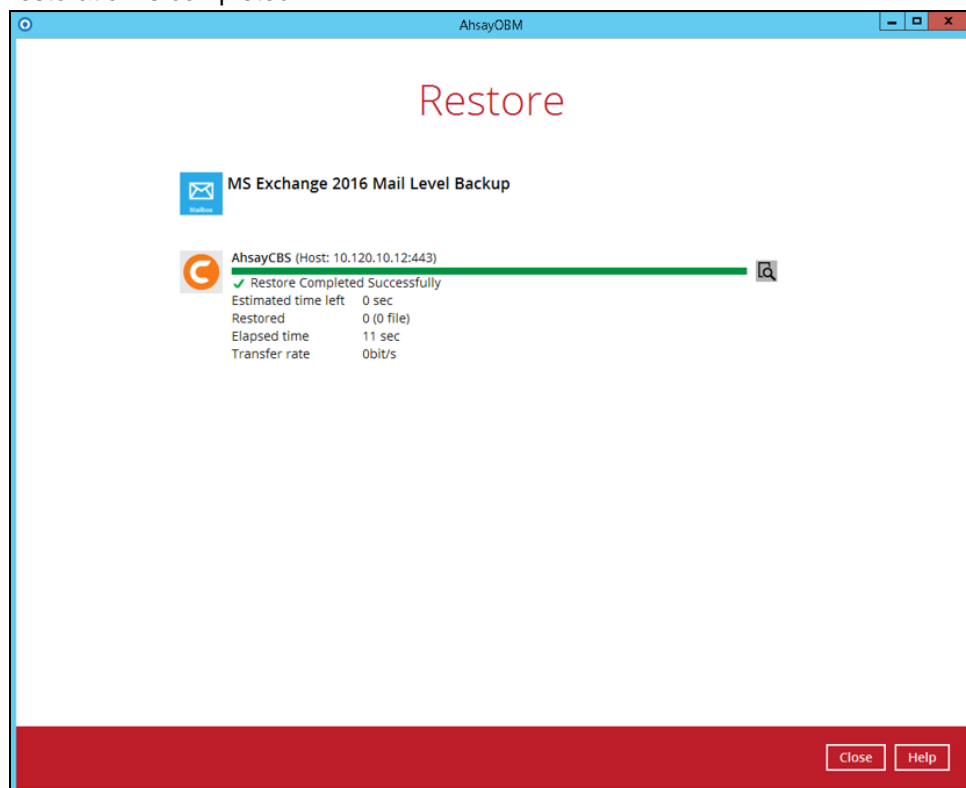 AhsayOBM
Restore
MS Exchange 2016 Mail Level Backup
Mailbox
AhsayCBS (Host: 10.120.10.12:443)
Restore Completed Successfully
Estimated time left 0 sec
Restored 0 (0 file)
Elapsed time 11 sec
Transfer rate 0bit/s
Close Help